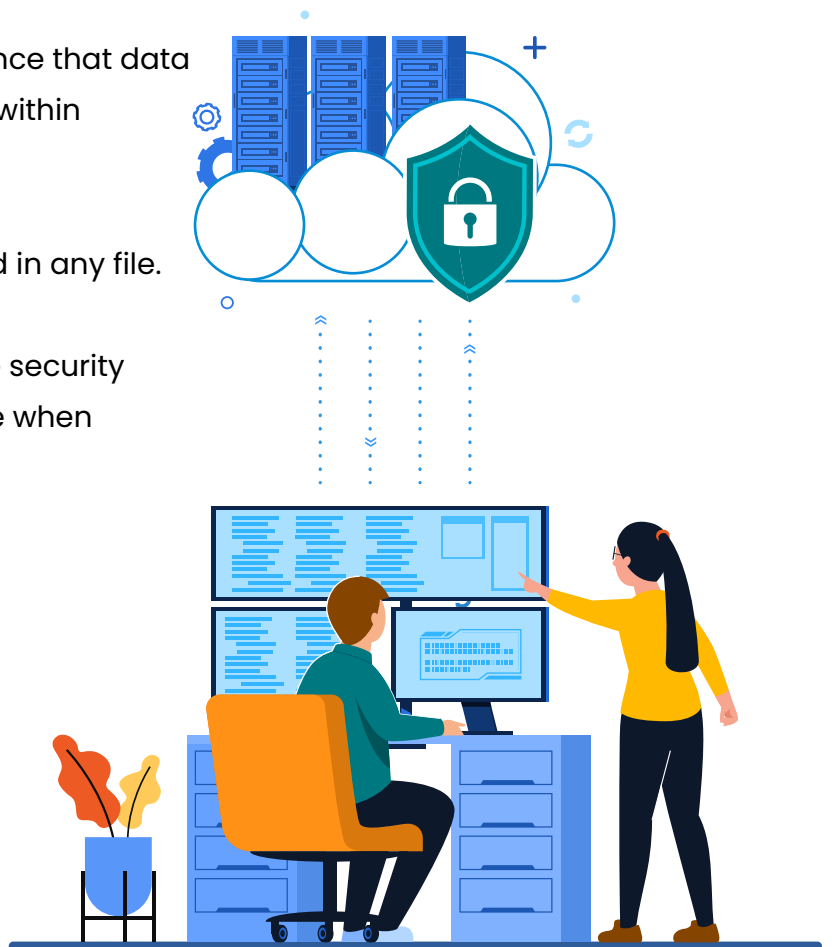 nce that data
within
d in any file.
security
e when